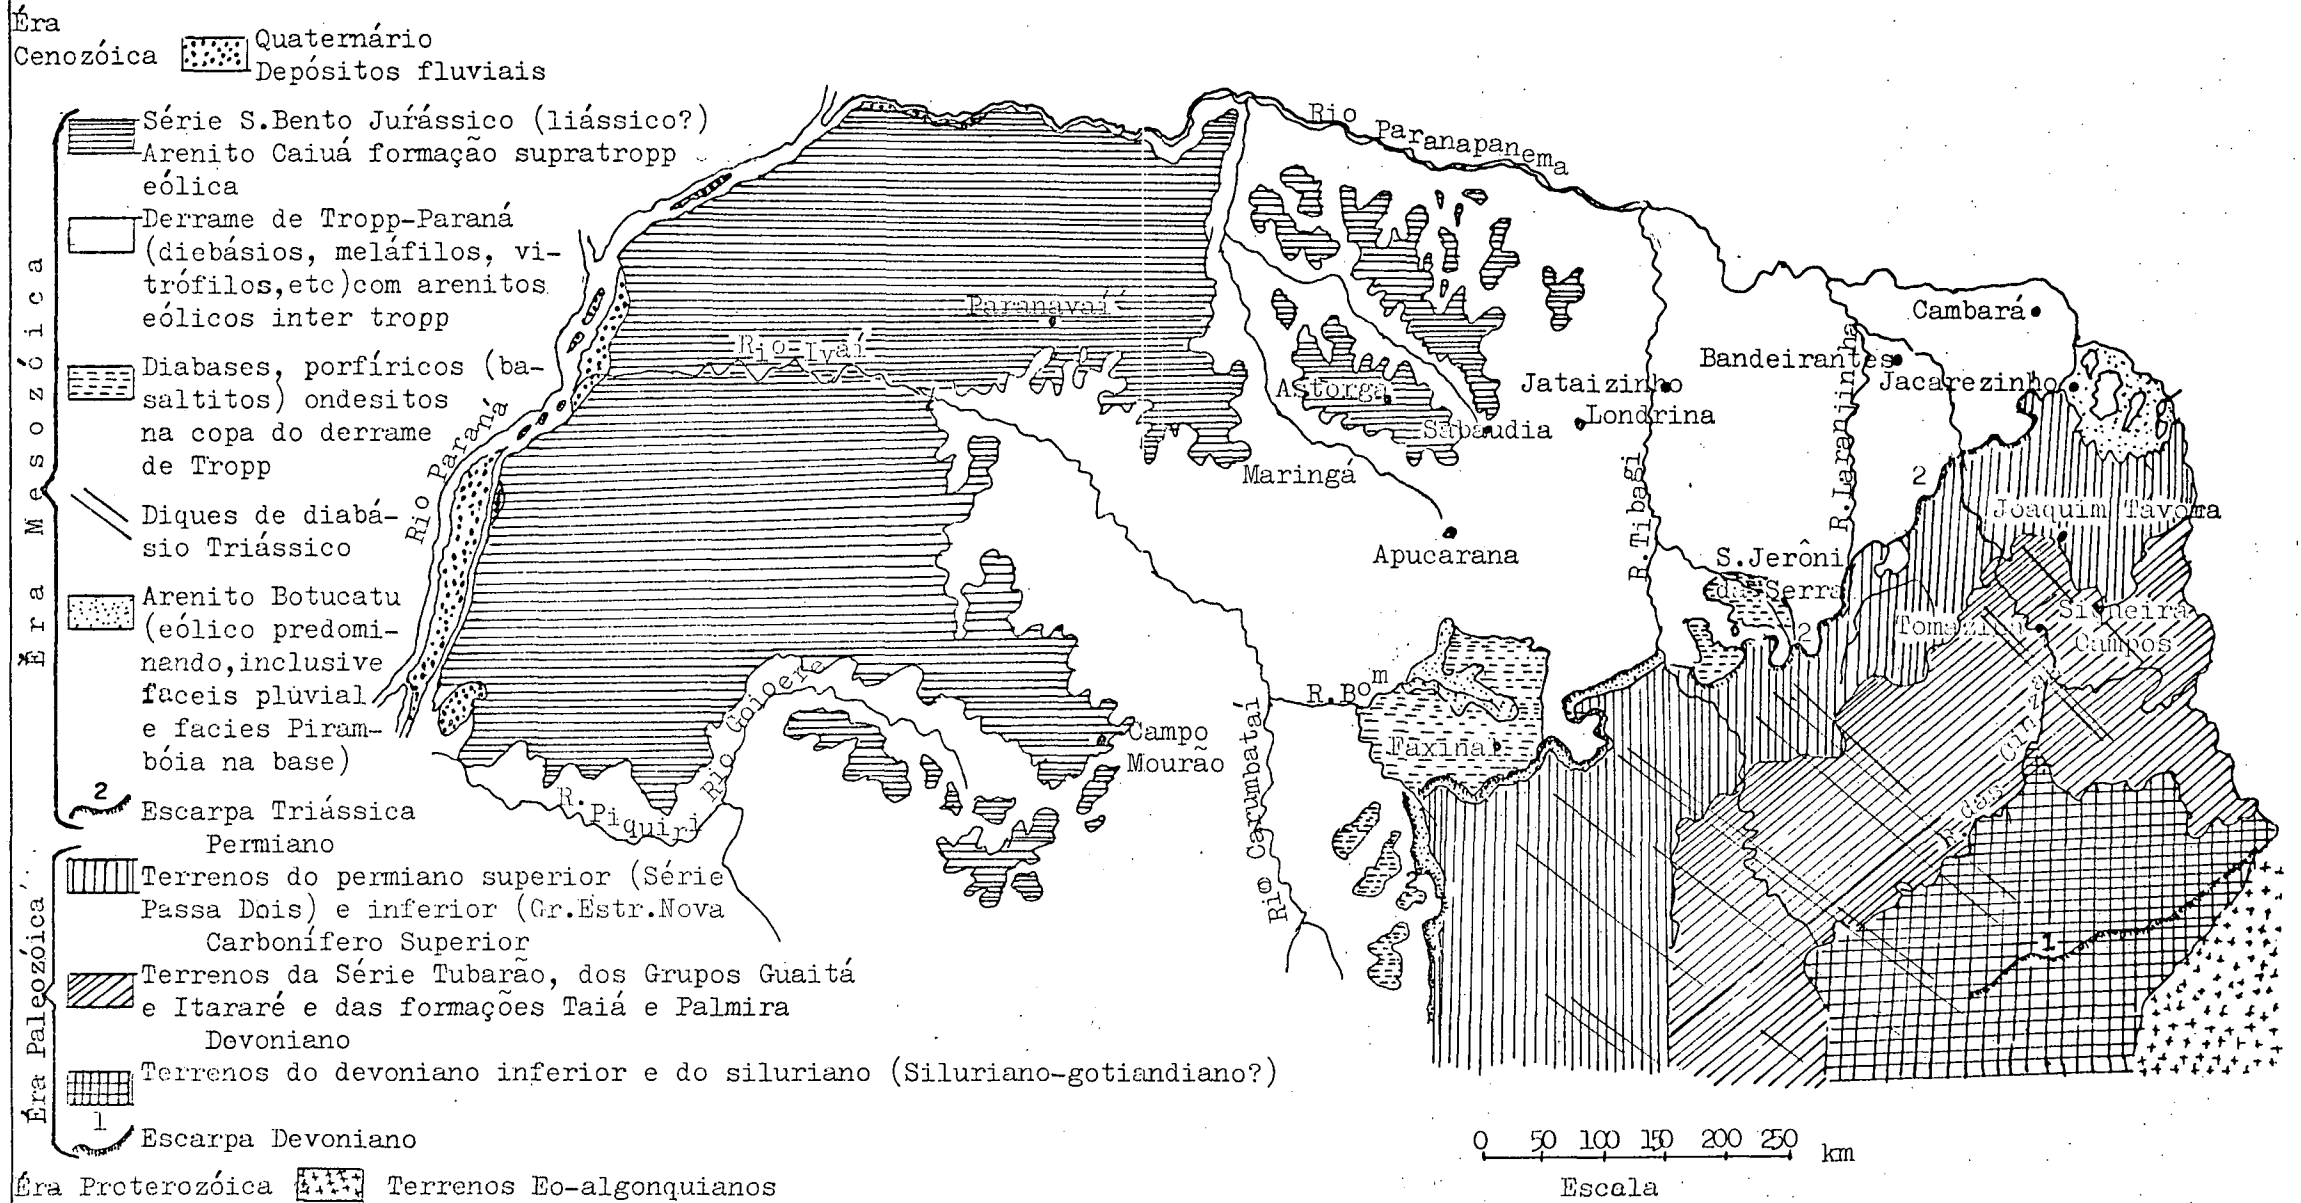 Éra
Cenozóica
Quaternário
Depósitos fluviais
Éra Mesozóica
Série S.Bento Jurássico (liássico?)
Arenito Caiuá formação supratropp
eólica
Derrame de Tropp-Paraná
(diebásios, meláfilos, vi-
trófilos,etc)com arenitos
eólicos inter tropp
Diabases, porfíricos (ba-
saltitos) ondesitos
na copa do derrame
de Tropp
Diques de diabá-
sio Triássico
Arenito Botucatu
(eólico predomi-
nando,inclusive
faceis pluvial
e facies Piram-
bóia na base)
2
Escarpa Triássica
Éra Paleozóica
Permiano
Terrenos do permiano superior (Série
Passa Dois) e inferior (Gr.Estr.Nova
Carbonífero Superior
Terrenos da Série Tubarão, dos Grupos Guaitá
e Itararé e das formações Taiá e Palmira
Devoniano
Terrenos do devoniano inferior e do siluriano (Siluriano-gotiandiano?)
1
Escarpa Devoniano
Éra Proterozóica
Terrenos Eo-algonquianos
Rio Paranapanema
Paranavaí
Rio Ivaí
Rio Paraná
Cambará
Bandeirantes
Jacarezinho
Astorga
Jataizinho
Londrina
Sabaudia
Maringá
Apucarana
R.Tibagi
R.Laranjinha
2
Joaquim Tavora
S.Jerôni
da Serra
2
Tomazina
Siqueira
Campos
R.Bom
Faxinal
Rio Goioere
Campo
Mourão
R. Piquiri
Rio Carumbataí
R. das Cinza
1
0 50 100 150 200 250 km
Escala